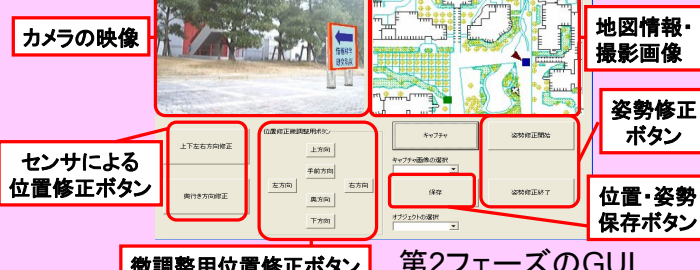 カメラの映像
地図情報・
撮影画像
姿勢修正
ボタン
センサによる
位置修正ボタン
上下左右方向修正
奥行き方向修正
位置修正微調整用ボタン
上方向
手前方向
左方向
右方向
奥方向
下方向
キャプチャ
キャプチャ画像の選択
保存
オブジェクトの選択
姿勢修正開始
姿勢修正終了
位置・姿勢
保存ボタン
微調整用位置修正ボタン
第2フェーズのGUI